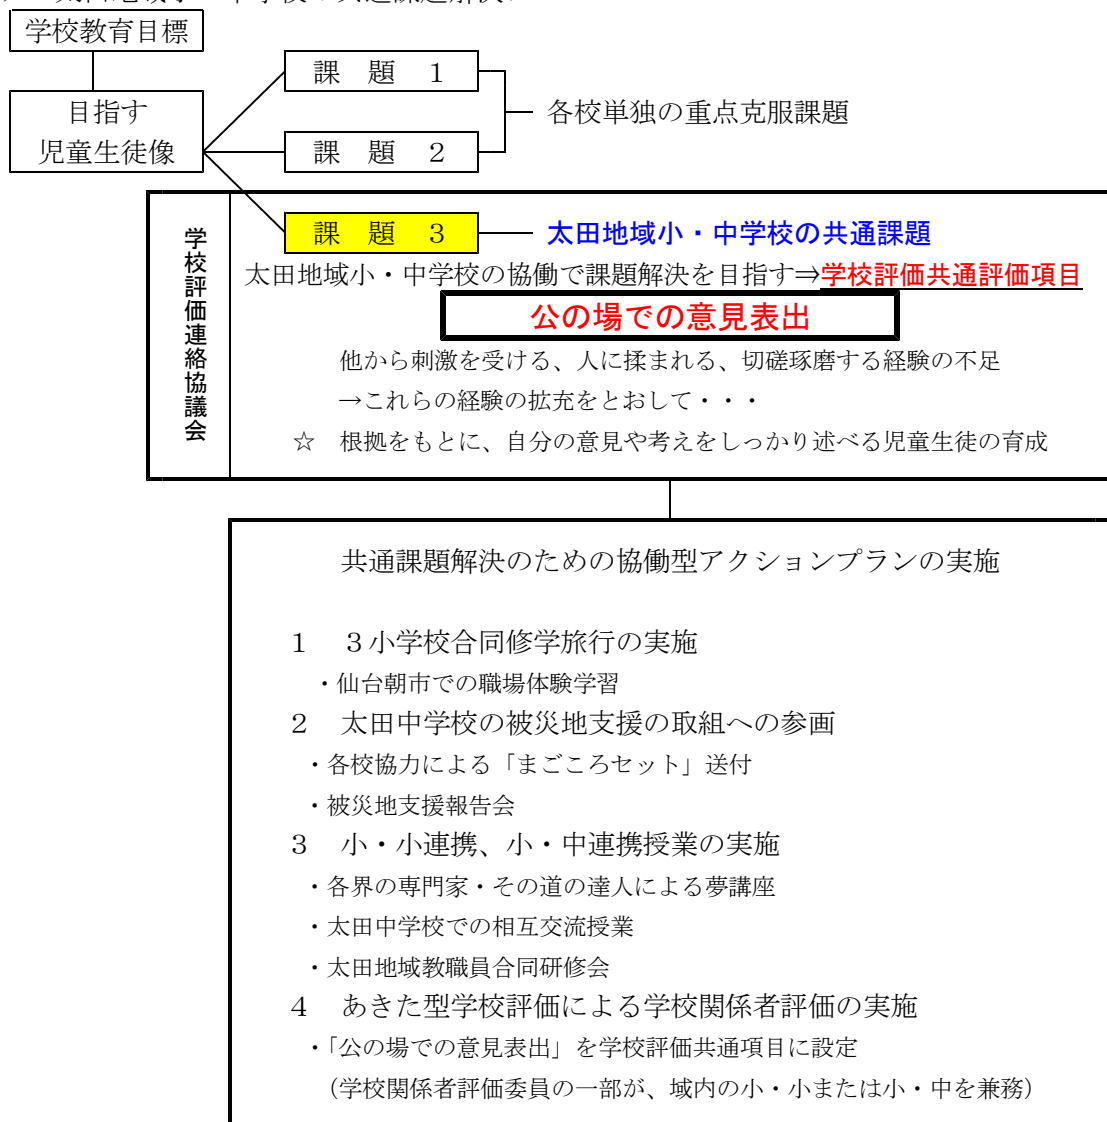 学校教育目標
目指す
児童生徒像
課 題 1
課 題 2
各校単独の重点克服課題
学校評価連絡協議会
課 題 3
太田地域小・中学校の共通課題
太田地域小・中学校の協働で課題解決を目指す⇒学校評価共通評価項目
公の場での意見表出
他から刺激を受ける、人に揉まれる、切磋琢磨する経験の不足
→これらの経験の拡充をとおして・・・
☆ 根拠をもとに、自分の意見や考えをしっかり述べる児童生徒の育成
共通課題解決のための協働型アクションプランの実施
1 3小学校合同修学旅行の実施
・仙台朝市での職場体験学習
2 太田中学校の被災地支援の取組への参画
・各校協力による「まごころセット」送付
・被災地支援報告会
3 小・小連携、小・中連携授業の実施
・各界の専門家・その道の達人による夢講座
・太田中学校での相互交流授業
・太田地域教職員合同研修会
4 あきた型学校評価による学校関係者評価の実施
・「公の場での意見表出」を学校評価共通項目に設定
(学校関係者評価委員の一部が、域内の小・小または小・中を兼務)